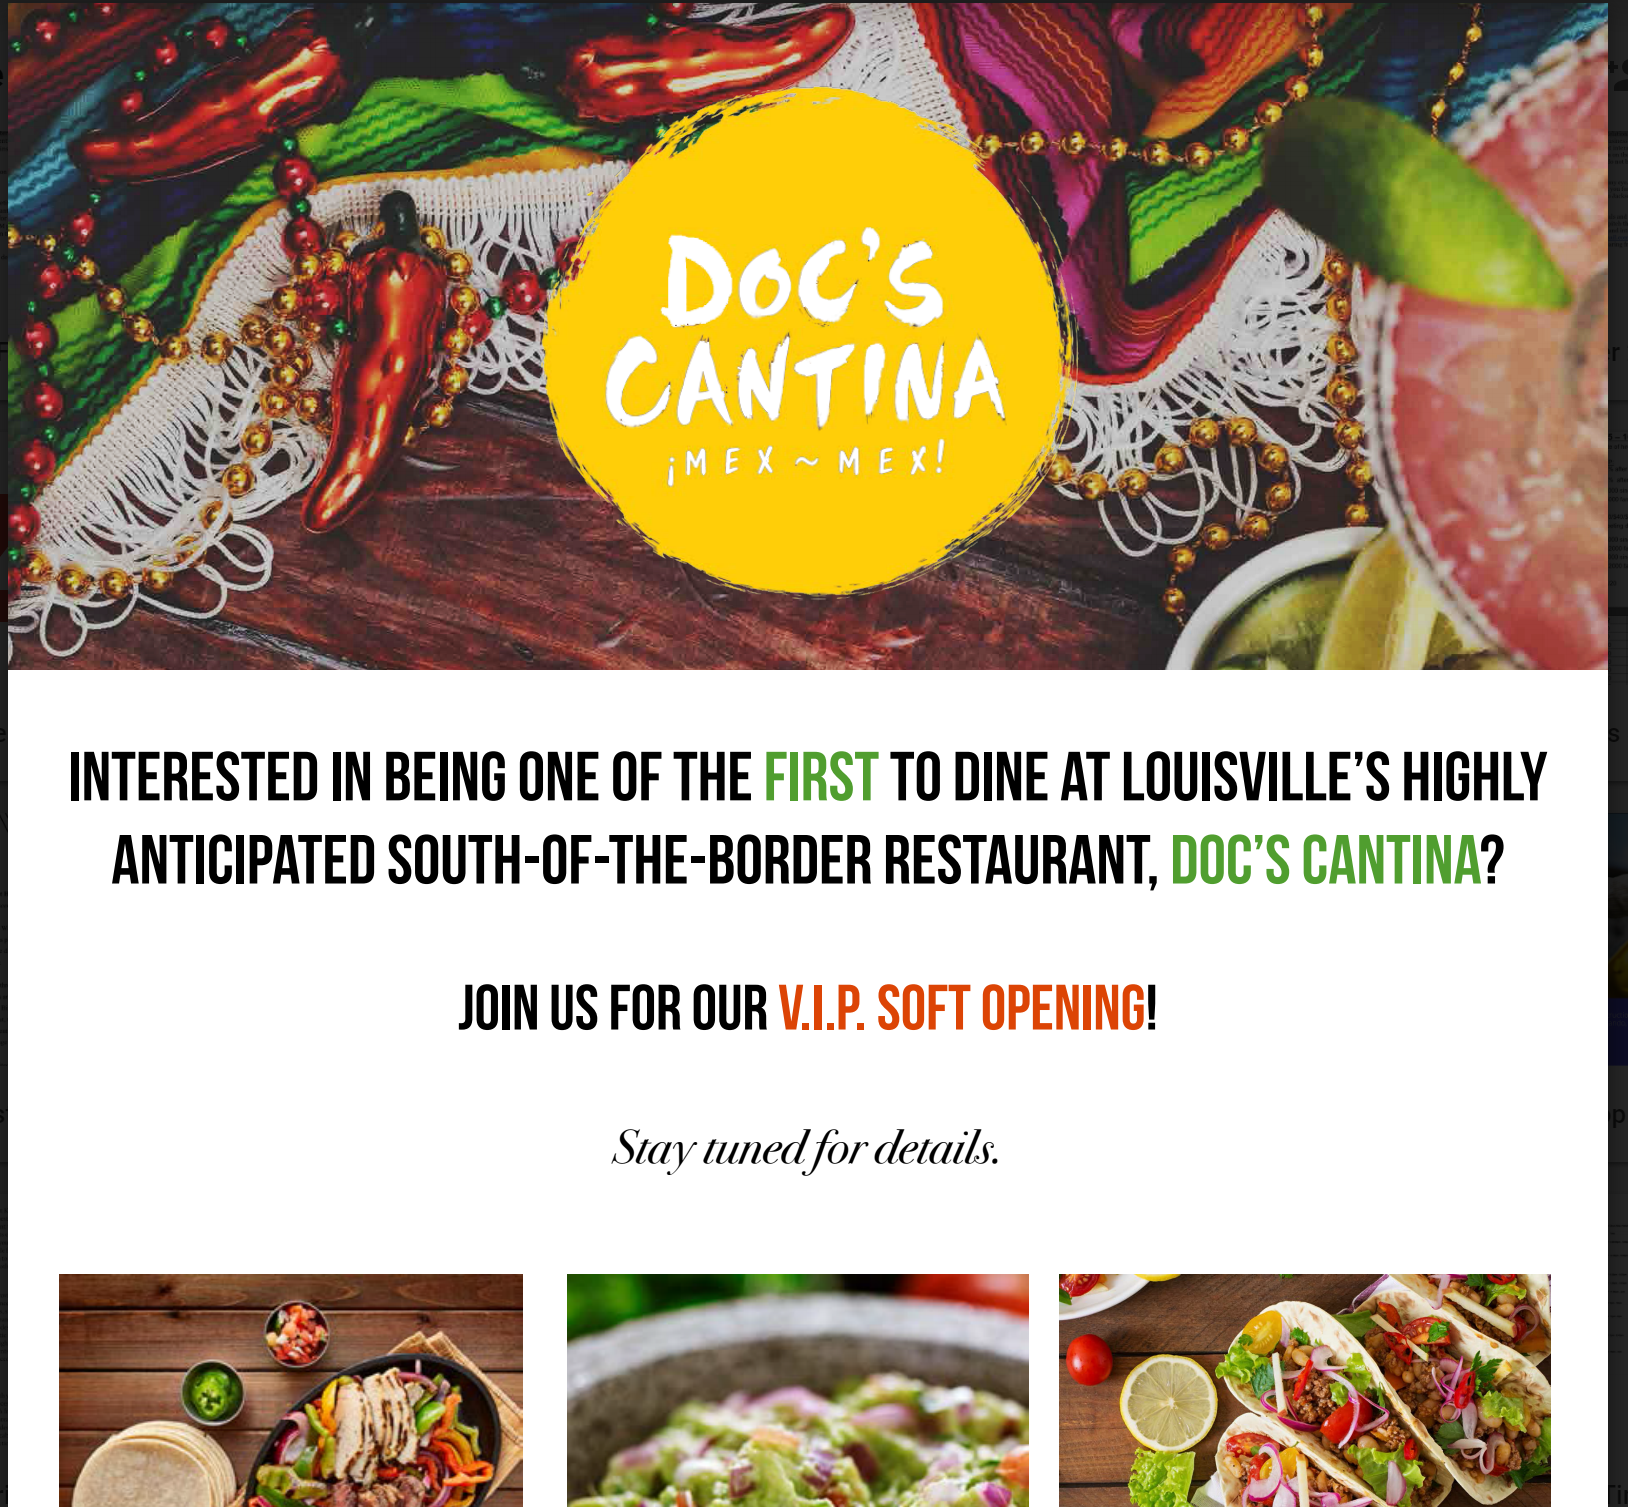 DOC'S
CANTINA
¡MEX~MEX!
INTERESTED IN BEING ONE OF THE FIRST TO DINE AT LOUISVILLE'S HIGHLY
ANTICIPATED SOUTH-OF-THE-BORDER RESTAURANT, DOC'S CANTINA?
JOIN US FOR OUR V.I.P. SOFT OPENING!
Stay tuned for details.